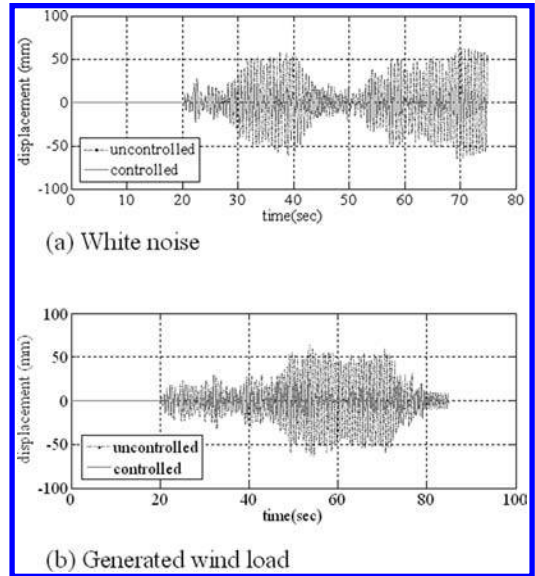 100
50
0
-50
-100
displacement (mm)
uncontrolled
controlled
0 10 20 30 40 50 60 70 80
time(sec)
(a) White noise
100
50
0
-50
-100
displacement (mm)
uncontrolled
controlled
0 20 40 60 80 100
time(sec)
(b) Generated wind load